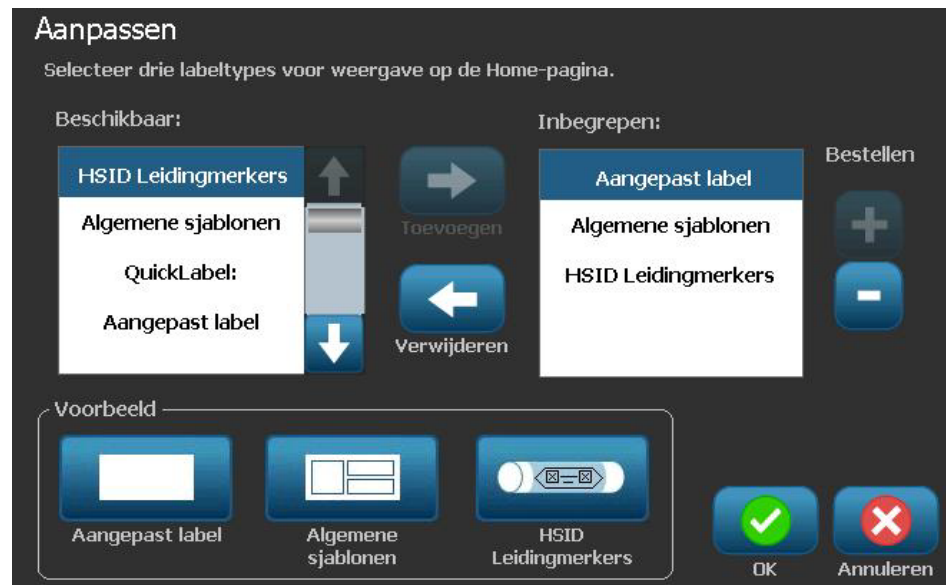 Aanpassen
Selecteer drie labeltypes voor weergave op de Home-pagina.
Beschikbaar:
HSID Leidingmerkers
Algemene sjablonen
QuickLabel:
Aangepast label
Toevoegen
Verwijderen
Inbegrepen:
Aangepast label
Algemene sjablonen
HSID Leidingmerkers
Bestellen
Voorbeeld
Aangepast label
Algemene
sjablonen
HSID
Leidingmerkers
OK
Annuleren